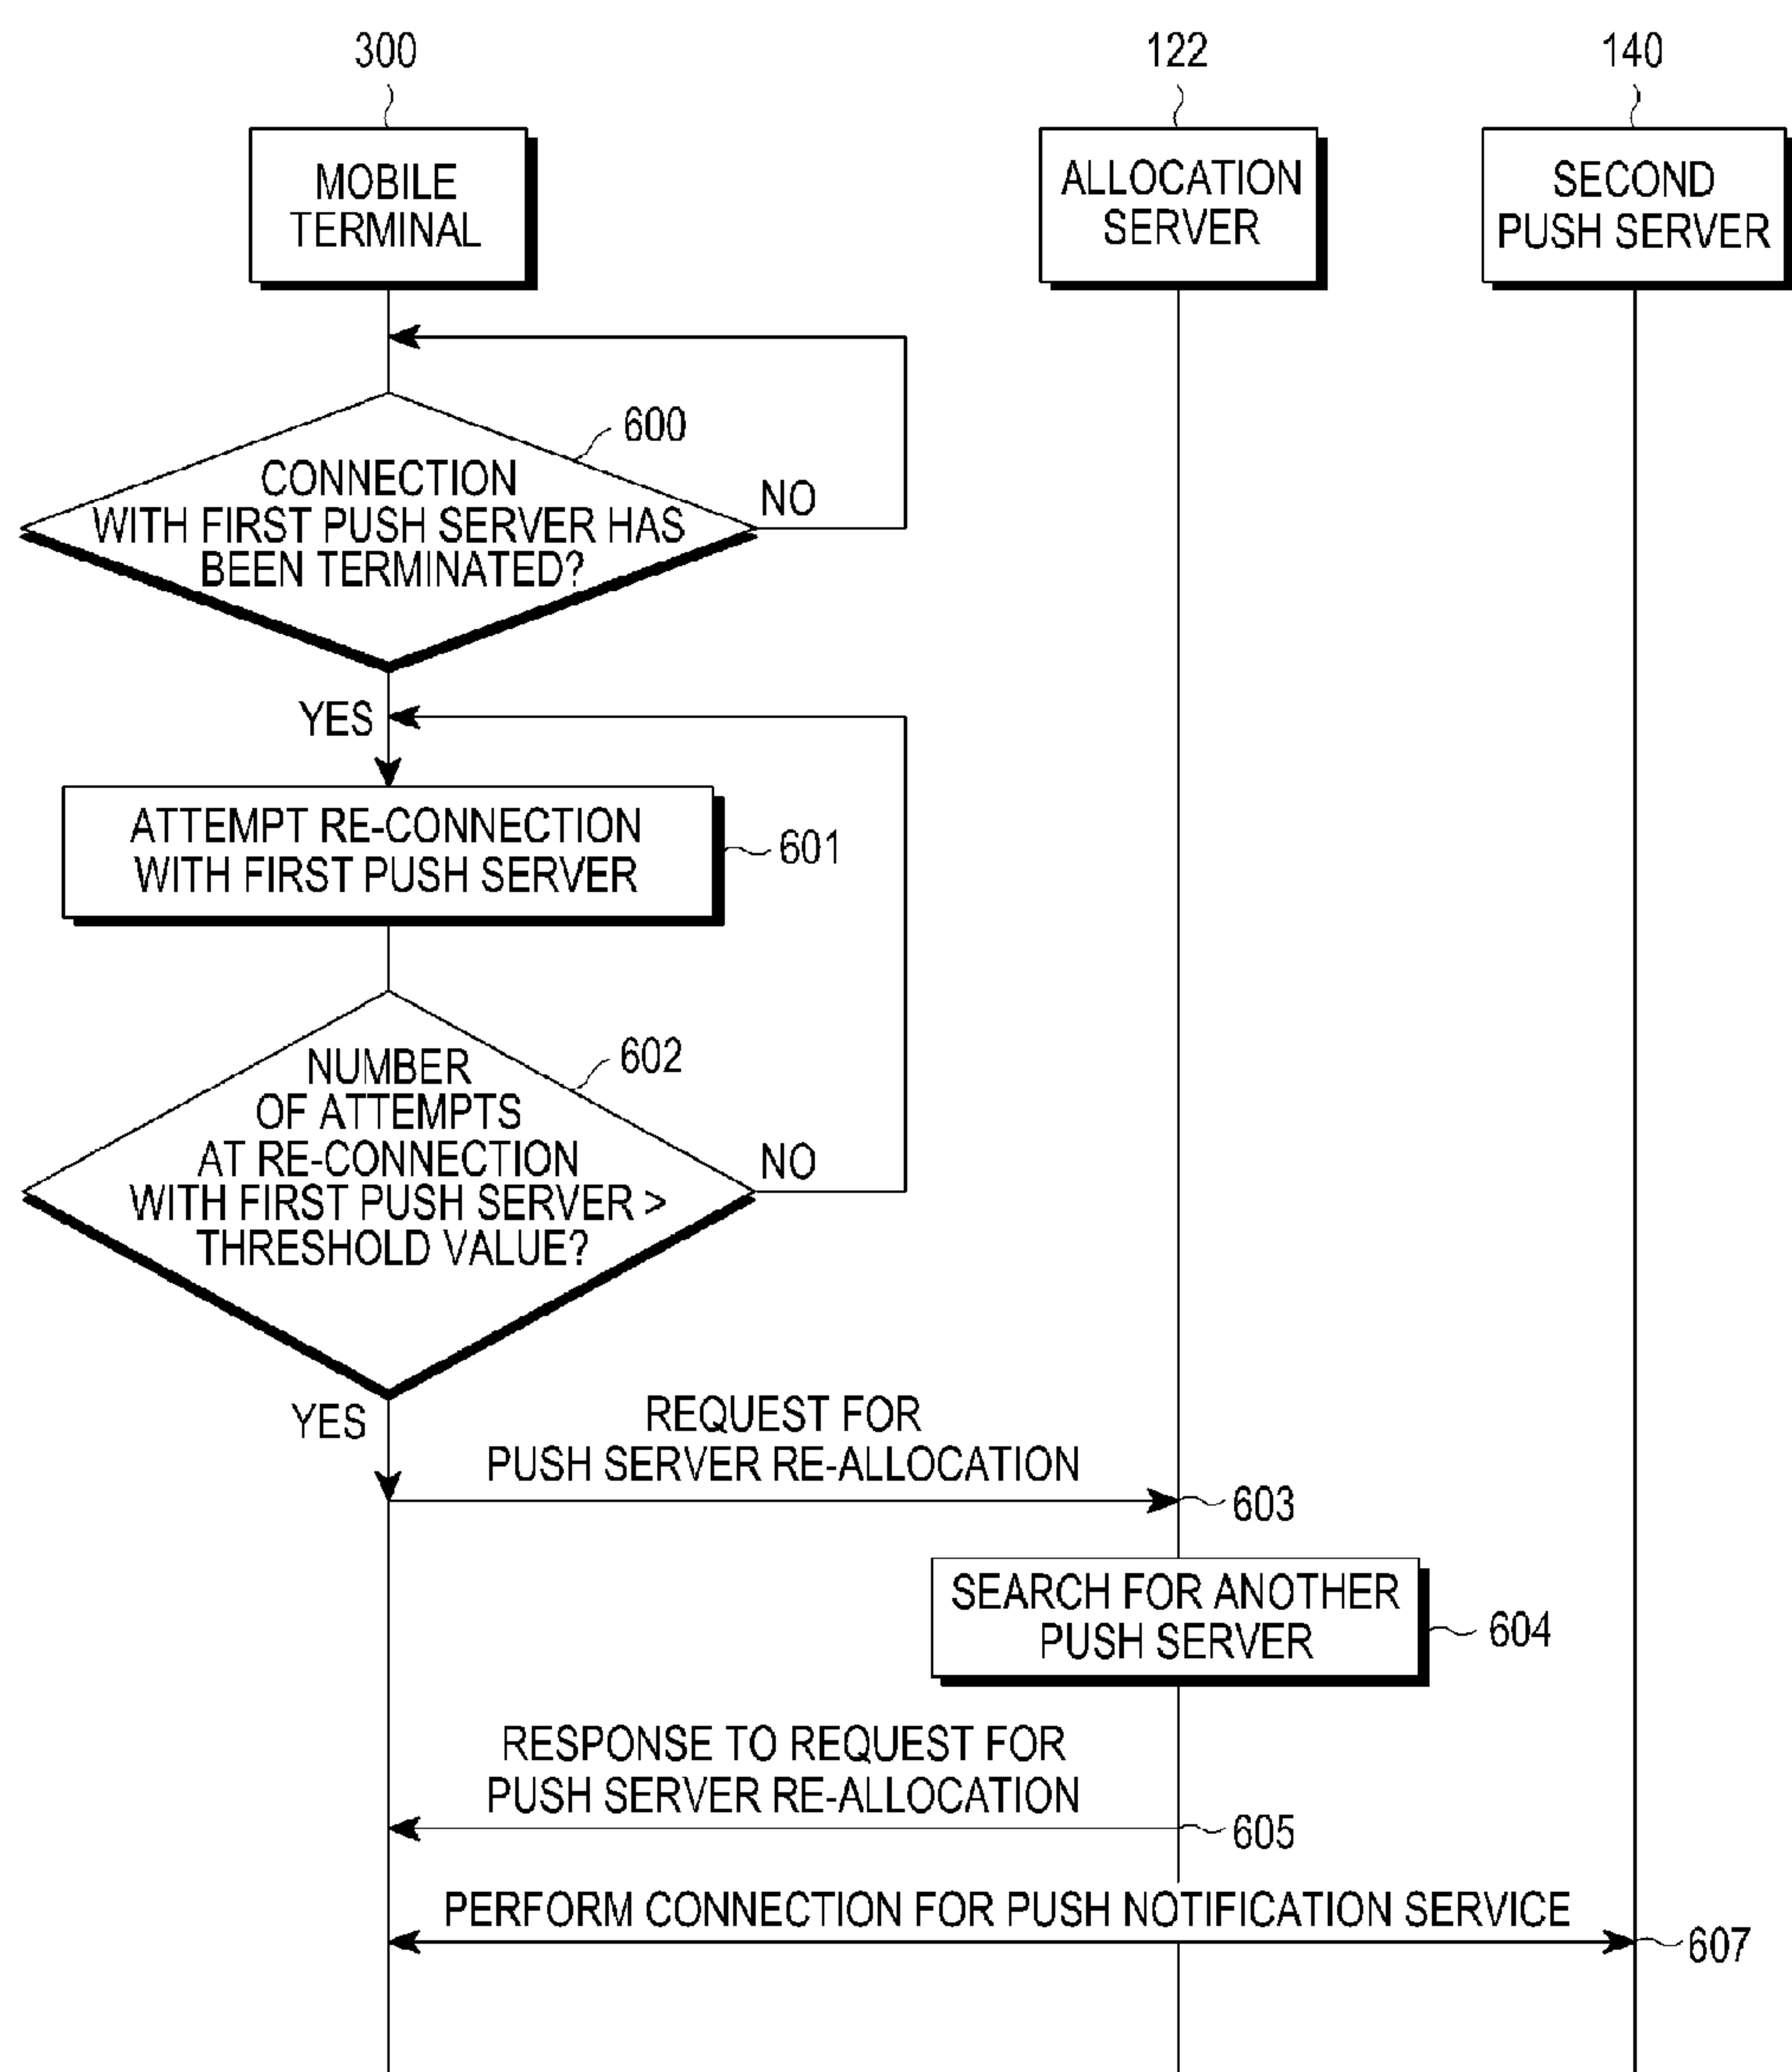 300
122
140
MOBILE
TERMINAL
ALLOCATION
SERVER
SECOND
PUSH SERVER
600
CONNECTION
WITH FIRST PUSH SERVER HAS
BEEN TERMINATED?
NO
YES
ATTEMPT RE-CONNECTION
WITH FIRST PUSH SERVER
601
602
NUMBER
OF ATTEMPTS
AT RE-CONNECTION
WITH FIRST PUSH SERVER >
THRESHOLD VALUE?
NO
YES
REQUEST FOR
PUSH SERVER RE-ALLOCATION
603
SEARCH FOR ANOTHER
PUSH SERVER
604
RESPONSE TO REQUEST FOR
PUSH SERVER RE-ALLOCATION
605
PERFORM CONNECTION FOR PUSH NOTIFICATION SERVICE
607